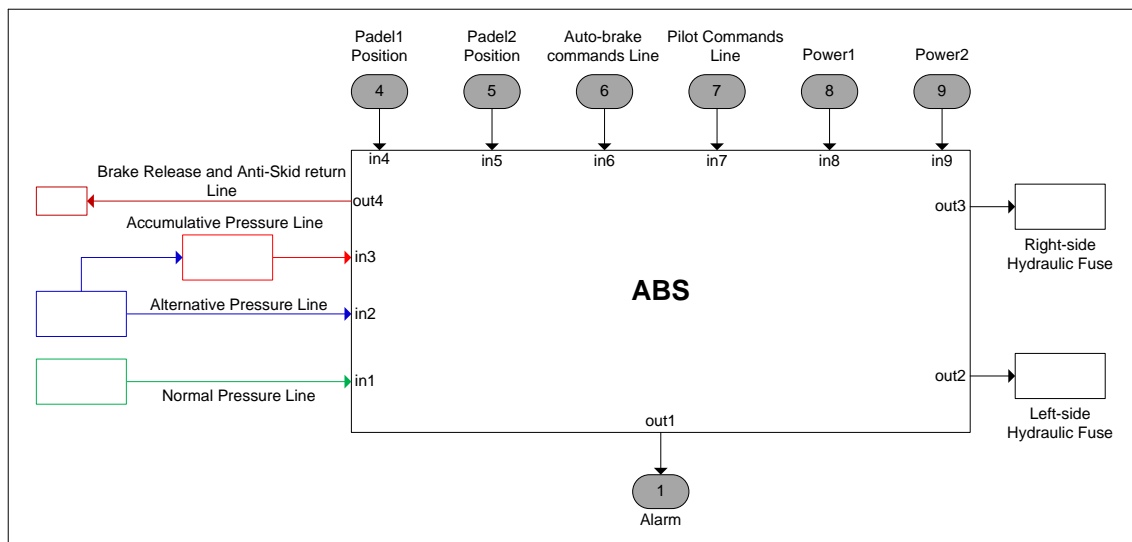 Padel1
Position
Padel2
Position
Auto-brake
commands Line
Pilot Commands
Line
Power1
Power2
4
5
6
7
8
9
in4
in5
in6
in7
in8
in9
Brake Release and Anti-Skid return
Line
out4
Accumulative Pressure Line
in3
Alternative Pressure Line
in2
Normal Pressure Line
in1
ABS
out3
Right-side
Hydraulic Fuse
out2
Left-side
Hydraulic Fuse
out1
1
Alarm